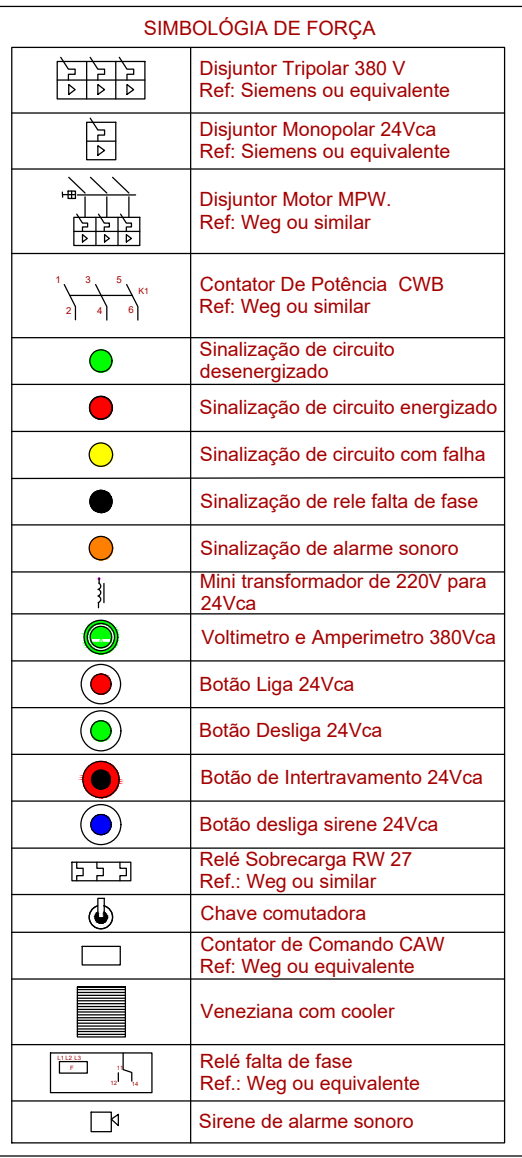 SIMBOLÓGIA DE FORÇA
Disjuntor Tripolar 380 V
Ref: Siemens ou equivalente
Disjuntor Monopolar 24Vca
Ref: Siemens ou equivalente
Disjuntor Motor MPW.
Ref: Weg ou similar
1 3 5
K1
2 4 6
Contator De Potência CWB
Ref: Weg ou similar
Sinalização de circuito
desenergizado
Sinalização de circuito energizado
Sinalização de circuito com falha
Sinalização de rele falta de fase
Sinalização de alarme sonoro
Mini transformador de 220V para
24Vca
Voltimetro e Amperimetro 380Vca
Botão Liga 24Vca
Botão Desliga 24Vca
Botão de Intertravamento 24Vca
Botão desliga sirene 24Vca
Relé Sobrecarga RW 27
Ref.: Weg ou similar
Chave comutadora
Contator de Comando CAW
Ref: Weg ou equivalente
Veneziana com cooler
L1 L2 L3
F
11
12 14
Relé falta de fase
Ref.: Weg ou equivalente
Sirene de alarme sonoro